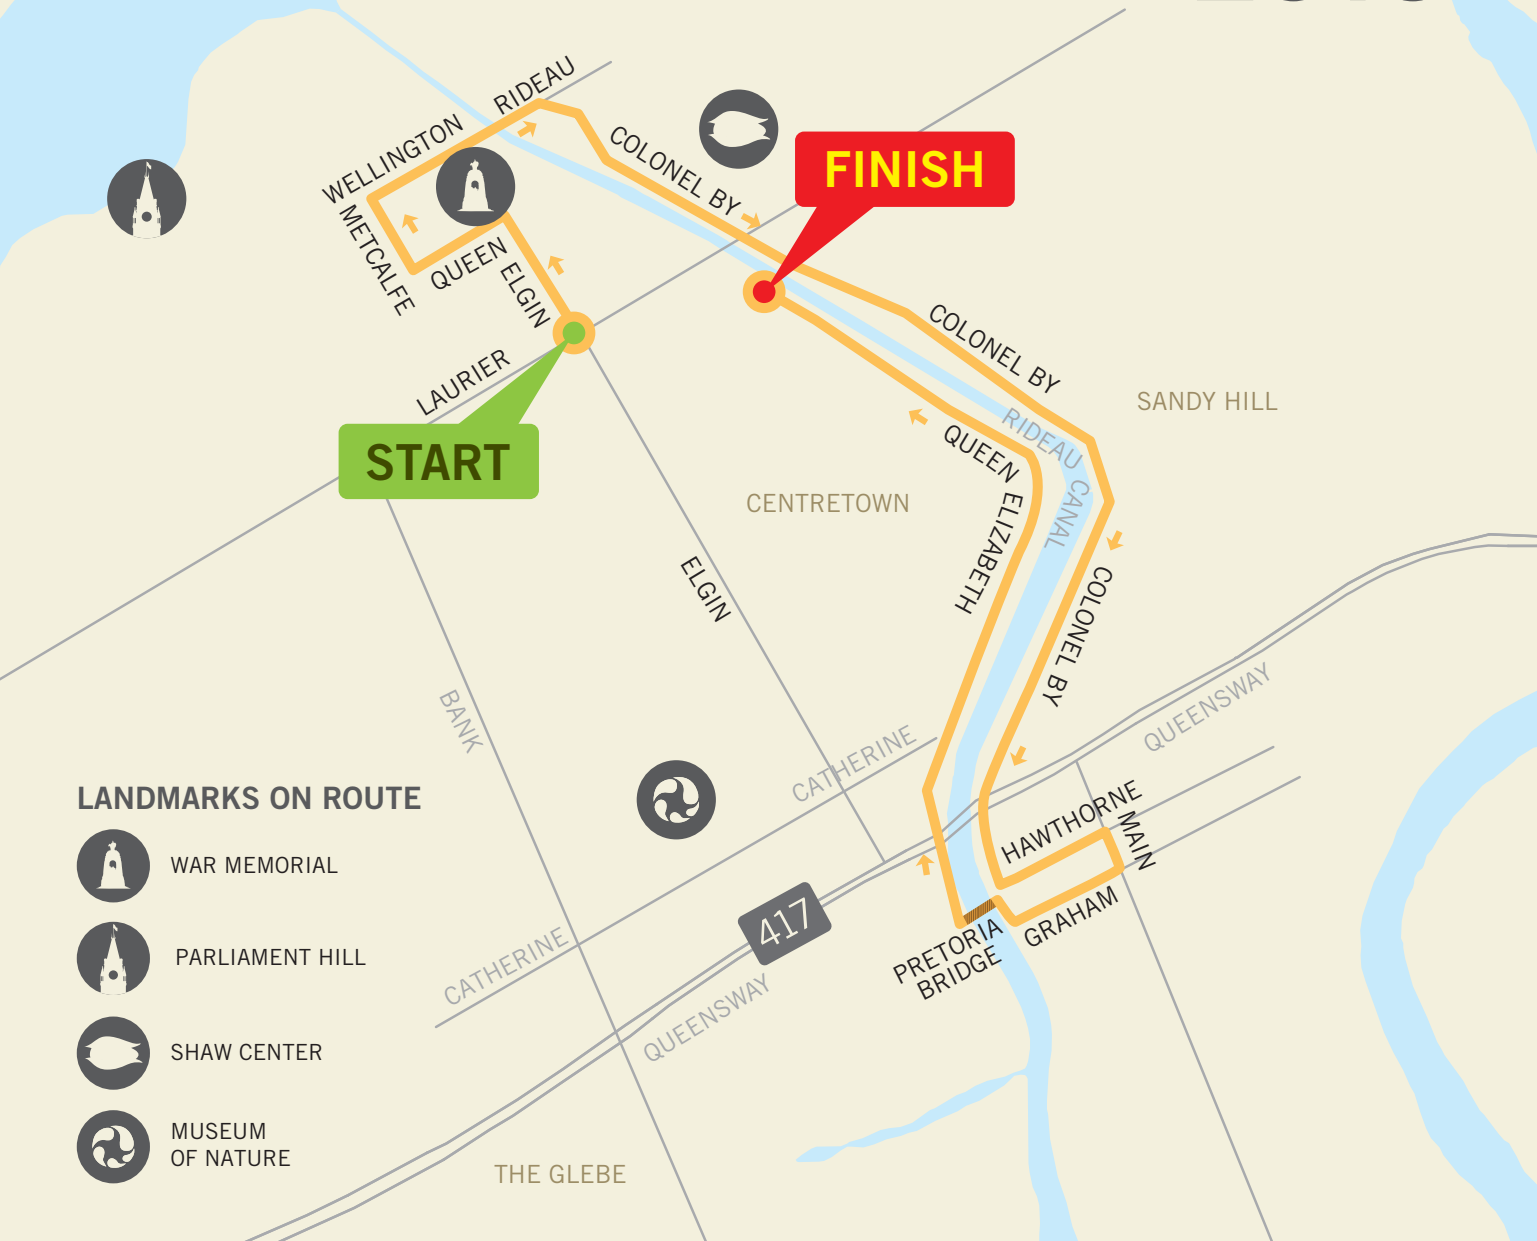 RIDEAU
WELLINGTON
COLONEL BY
FINISH
METCALFE
QUEEN
ELGIN
COLONEL BY
LAURIER
SANDY HILL
START
RIDEAU
CANAL
QUEEN
ELIZABETH
CENTRETOWN
ELGIN
COLONEL BY
BANK
QUEENSWAY
CATHERINE
HAWTHORNE
MAIN
LANDMARKS ON ROUTE
WAR MEMORIAL
PARLIAMENT HILL
SHAW CENTER
MUSEUM
OF NATURE
417
GRAHAM
PRETORIA
BRIDGE
CATHERINE
QUEENSWAY
THE GLEBE